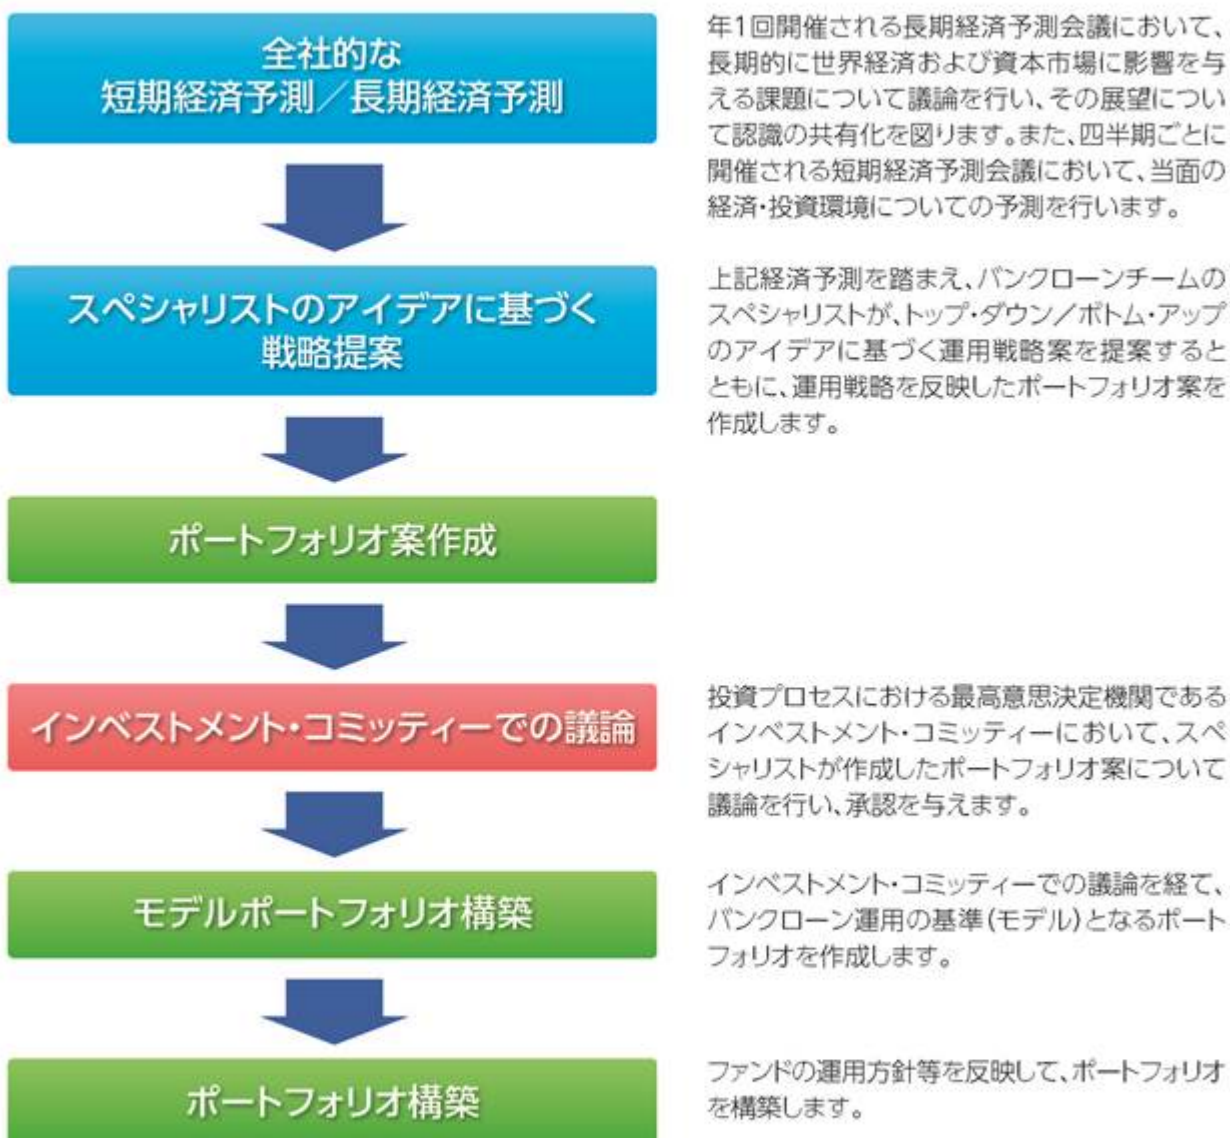 全社的な
短期経済予測／長期経済予測
年1回開催される長期経済予測会議において、
長期的に世界経済および資本市場に影響を与
える課題について議論を行い、その展望につい
て認識の共有化を図ります。また、四半期ごとに
開催される短期経済予測会議において、当面の
経済・投資環境についての予測を行います。
スペシャリストのアイデアに基づく
戦略提案
上記経済予測を踏まえ、バンクローンチームの
スペシャリストが、トップ・ダウン／ボトム・アップ
のアイデアに基づく運用戦略案を提案すると
ともに、運用戦略を反映したポートフォリオ案を
作成します。
ポートフォリオ案作成
インベストメント・コミッティーでの議論
投資プロセスにおける最高意思決定機関である
インベストメント・コミッティーにおいて、スペ
シャリストが作成したポートフォリオ案について
議論を行い、承認を与えます。
モデルポートフォリオ構築
インベストメント・コミッティーでの議論を経て、
バンクローン運用の基準(モデル)となるポート
フォリオを作成します。
ポートフォリオ構築
ファンドの運用方針等を反映して、ポートフォリオ
を構築します。